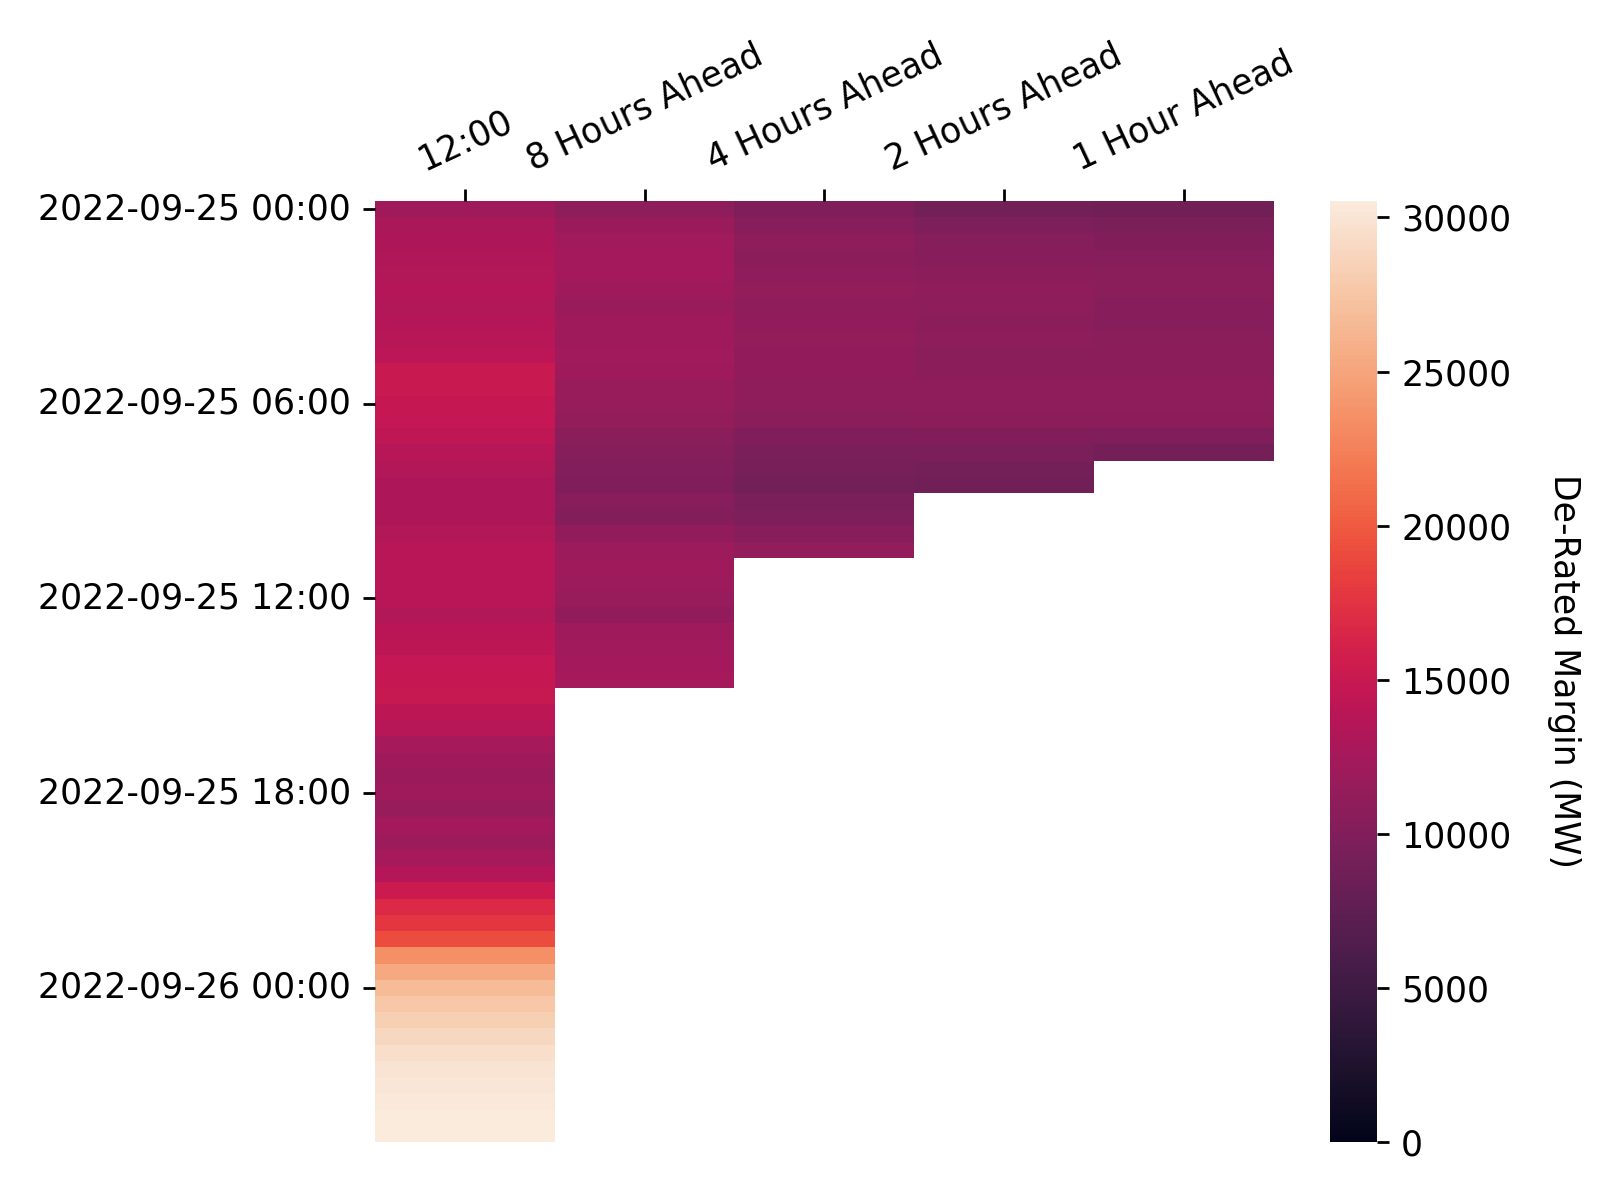 12:00
8 Hours Ahead
4 Hours Ahead
2 Hours Ahead
1 Hour Ahead
2022-09-25 00:00
2022-09-25 06:00
2022-09-25 12:00
2022-09-25 18:00
2022-09-26 00:00
30000
25000
20000
15000
10000
5000
0
De-Rated Margin (MW)